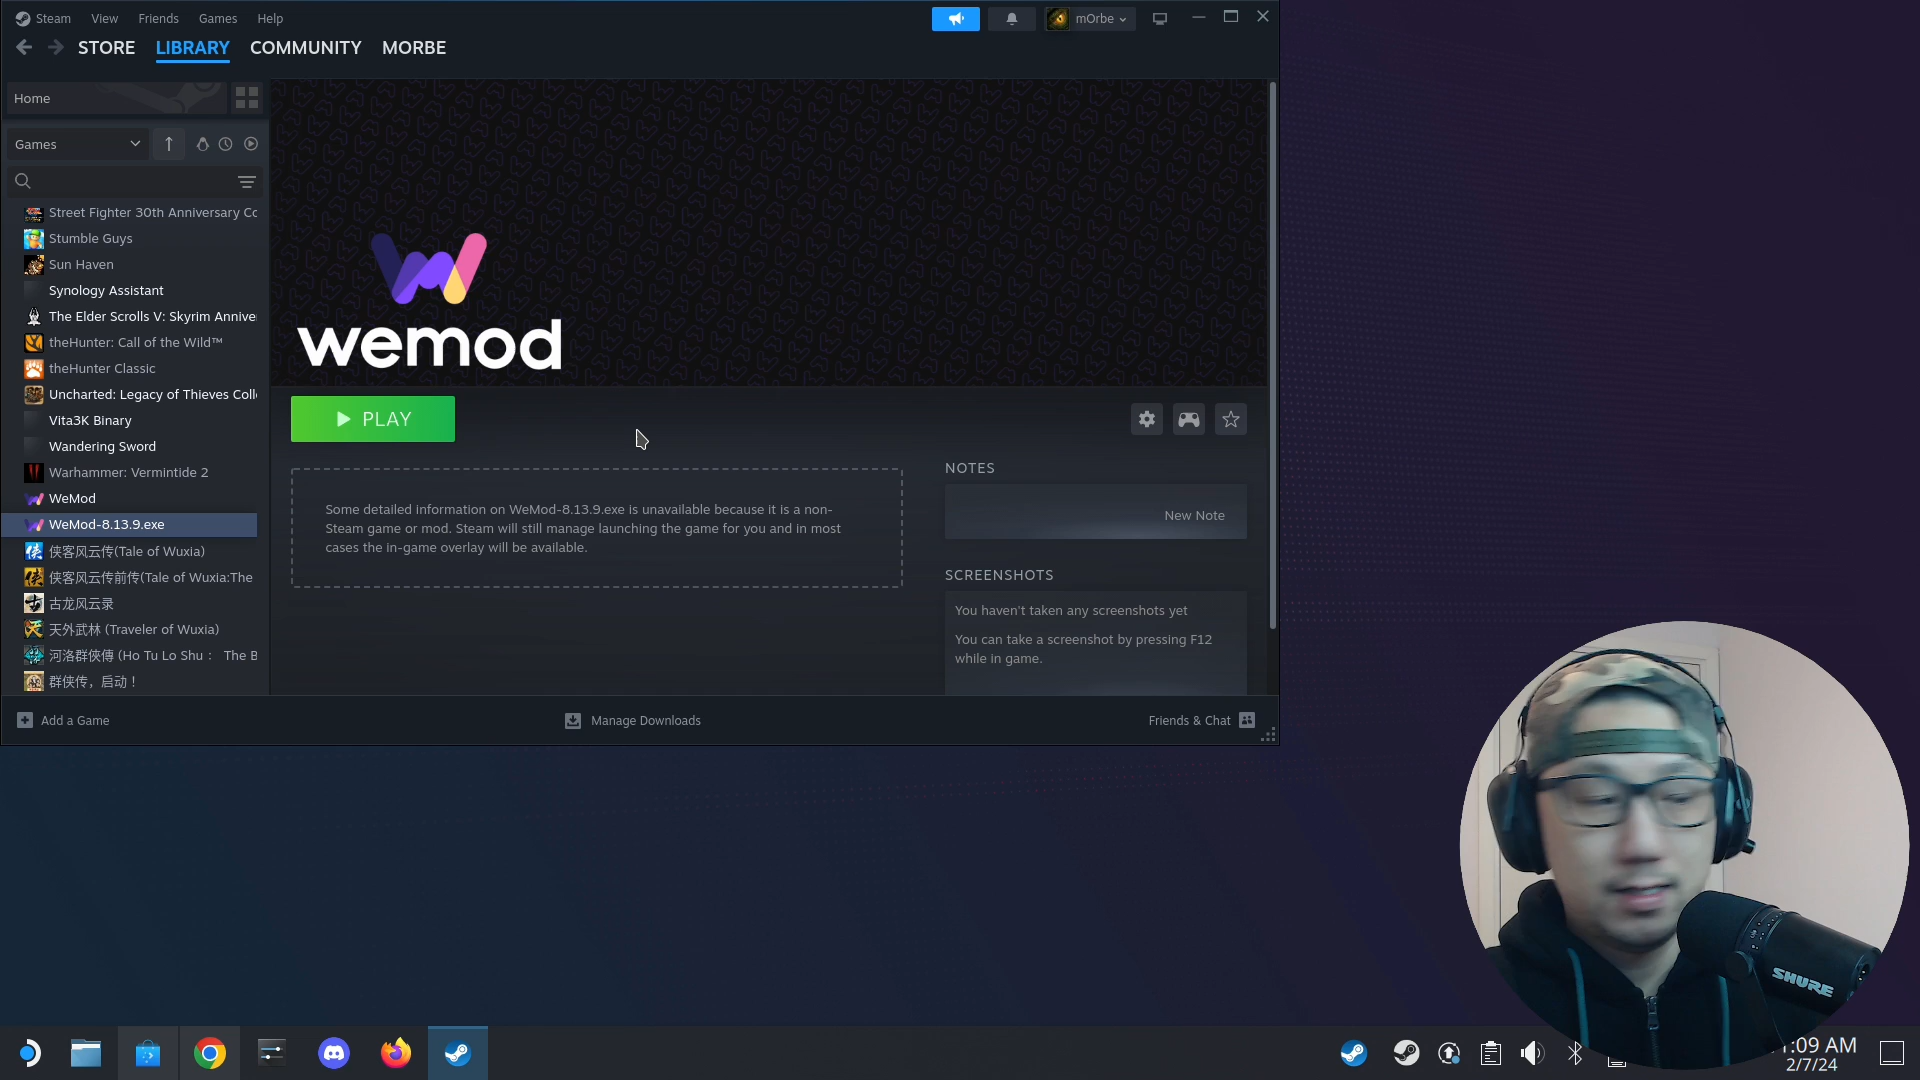 Steam View Friends Games Help
mOrbe
STORE LIBRARY COMMUNITY MORBE
Home
Games
Street Fighter 30th Anniversary Cc
Stumble Guys
Sun Haven
Synology Assistant
The Elder Scrolls V: Skyrim Anniver
theHunter: Call of the Wild™
theHunter Classic
Uncharted: Legacy of Thieves Coll
Vita3K Binary
Wandering Sword
Warhammer: Vermintide 2
WeMod
WeMod-8.13.9.exe
侠客风云传(Tale of Wuxia)
侠客风云传前传(Tale of Wuxia:The
古龙风云录
天外武林 (Traveler of Wuxia)
河洛群侠傳 (Ho Tu Lo Shu： The B
群侠传，启动！
wemod
PLAY
Some detailed information on WeMod-8.13.9.exe is unavailable because it is a non-
Steam game or mod. Steam will still manage launching the game for you and in most
cases the in-game overlay will be available.
NOTES
New Note
SCREENSHOTS
You haven't taken any screenshots yet
You can take a screenshot by pressing F12
while in game.
Add a Game
Manage Downloads
Friends & Chat
SHURE
:09 AM
2/7/24